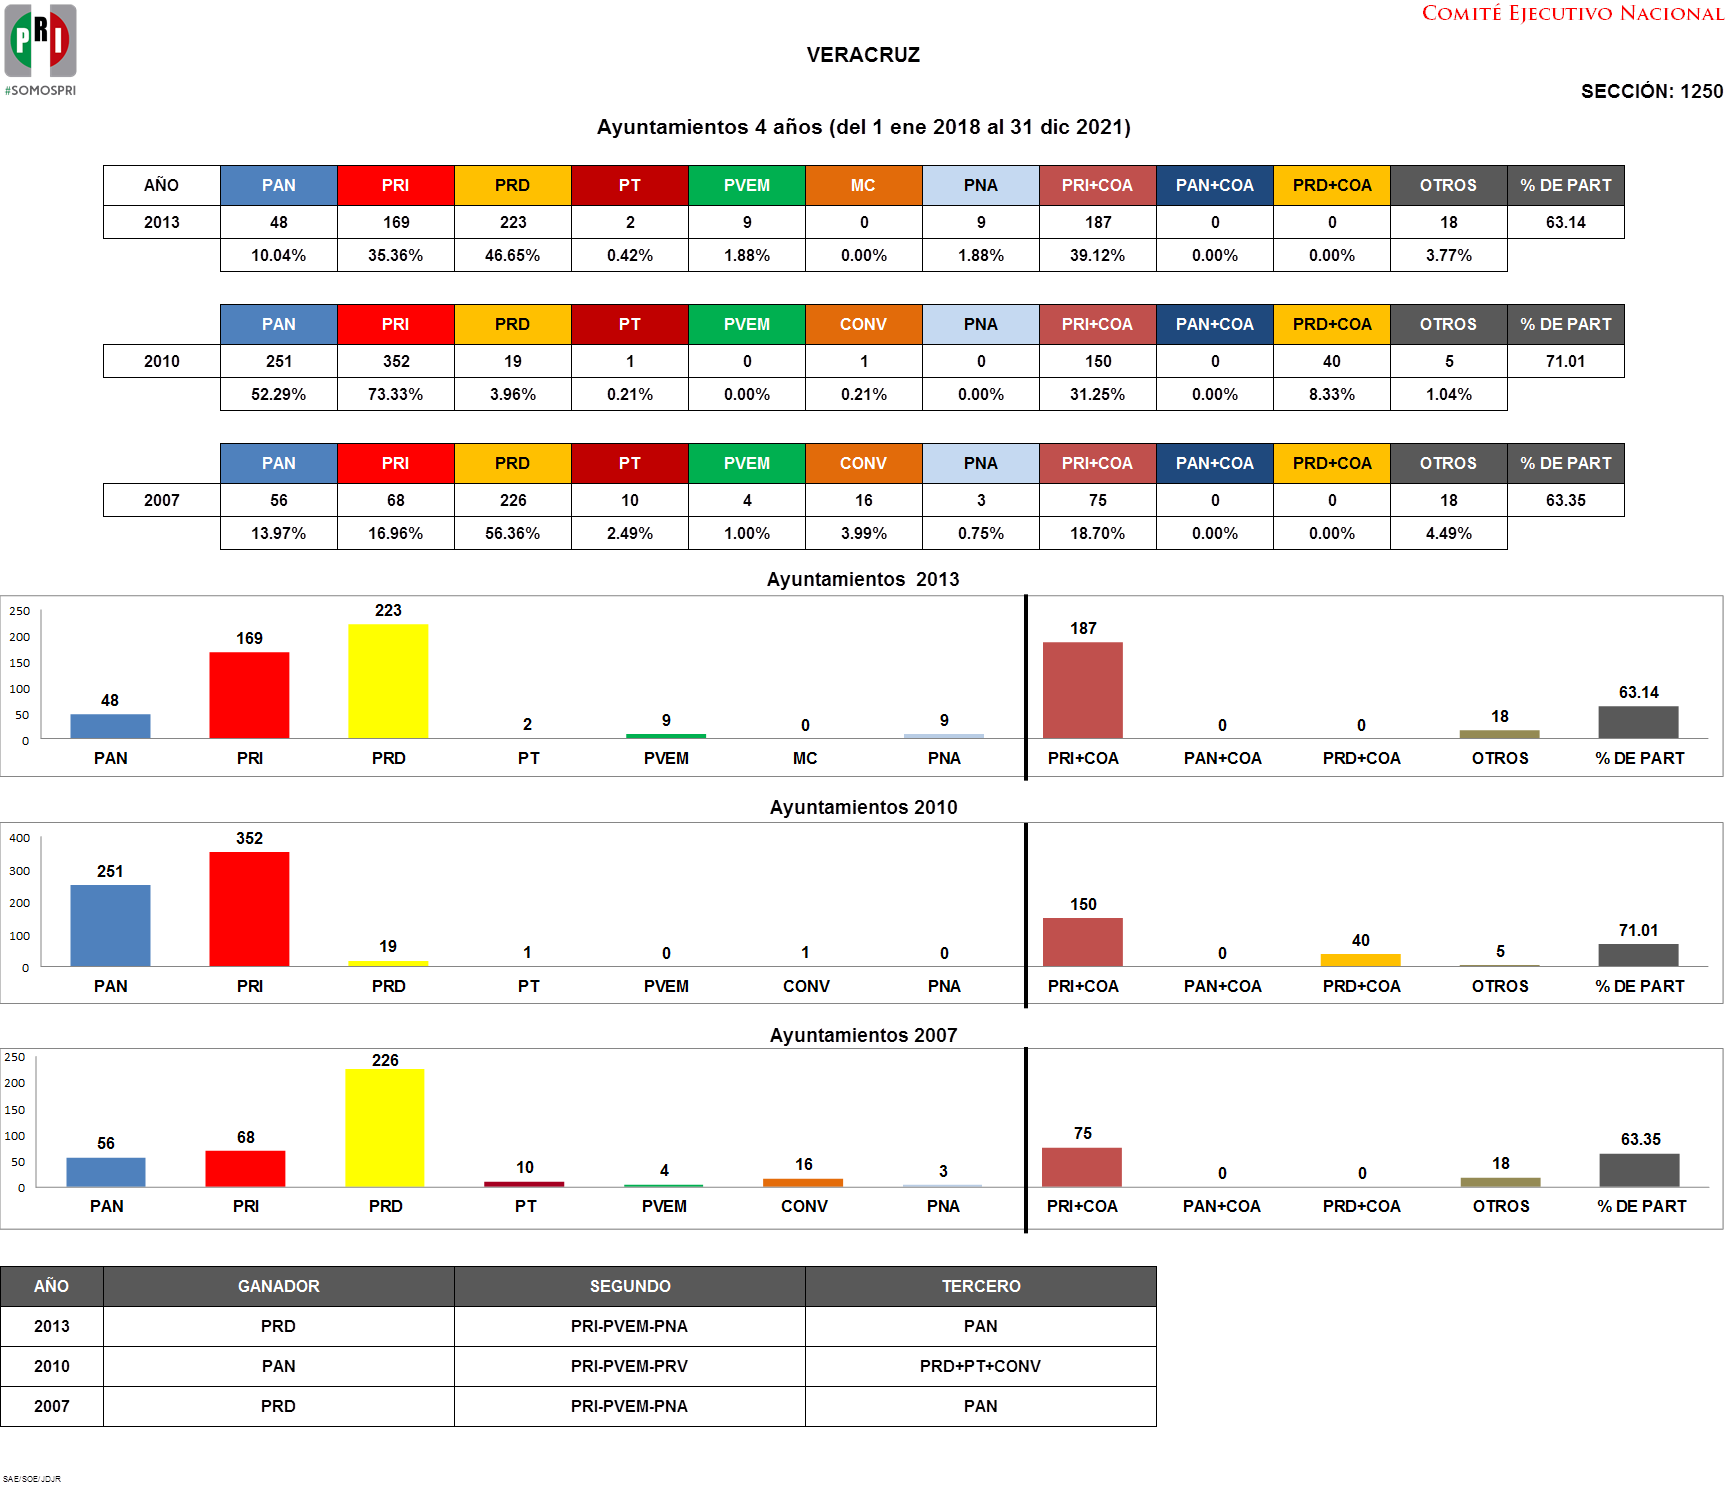 PRI
#SOMOSPRI
COMITÉ EJECUTIVO NACIONAL
VERACRUZ
SECCIÓN: 1250
Ayuntamientos 4 años (del 1 ene 2018 al 31 dic 2021)
AÑO PAN PRI PRD PT PVEM MC PNA PRI+COA PAN+COA PRD+COA OTROS % DE PART
2013 48 169 223 2 9 0 9 187 0 0 18 63.14
10.04% 35.36% 46.65% 0.42% 1.88% 0.00% 1.88% 39.12% 0.00% 0.00% 3.77%
PAN PRI PRD PT PVEM CONV PNA PRI+COA PAN+COA PRD+COA OTROS % DE PART
2010 251 352 19 1 0 1 0 150 0 40 5 71.01
52.29% 73.33% 3.96% 0.21% 0.00% 0.21% 0.00% 31.25% 0.00% 8.33% 1.04%
PAN PRI PRD PT PVEM CONV PNA PRI+COA PAN+COA PRD+COA OTROS % DE PART
2007 56 68 226 10 4 16 3 75 0 0 18 63.35
13.97% 16.96% 56.36% 2.49% 1.00% 3.99% 0.75% 18.70% 0.00% 0.00% 4.49%
Ayuntamientos 2013
250
200
150
100
50
0
48 169 223 2 9 0 9 187 0 0 18 63.14
PAN PRI PRD PT PVEM MC PNA PRI+COA PAN+COA PRD+COA OTROS % DE PART
Ayuntamientos 2010
400
300
200
100
0
251 352 19 1 0 1 0 150 0 40 5 71.01
PAN PRI PRD PT PVEM CONV PNA PRI+COA PAN+COA PRD+COA OTROS % DE PART
Ayuntamientos 2007
250
200
150
100
50
0
56 68 226 10 4 16 3 75 0 0 18 63.35
PAN PRI PRD PT PVEM CONV PNA PRI+COA PAN+COA PRD+COA OTROS % DE PART
AÑO GANADOR SEGUNDO TERCERO
2013 PRD PRI-PVEM-PNA PAN
2010 PAN PRI-PVEM-PRV PRD+PT+CONV
2007 PRD PRI-PVEM-PNA PAN
SAE/SOE/JDJR